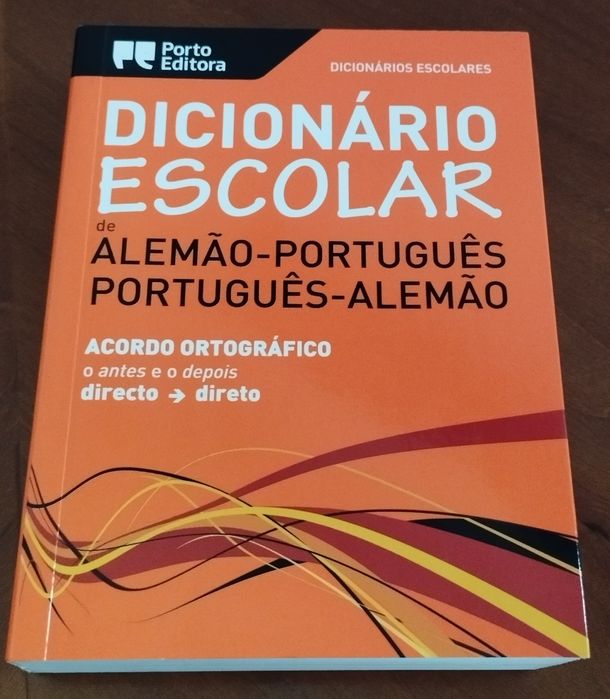 Porto
Editora
DICIONÁRIOS ESCOLARES
DICIONÁRIO
ESCOLAR
de
ALEMÃO-PORTUGUÊS
PORTUGUÊS-ALEMÃO
ACORDO ORTOGRÁFICO
o antes e o depois
directo → direto